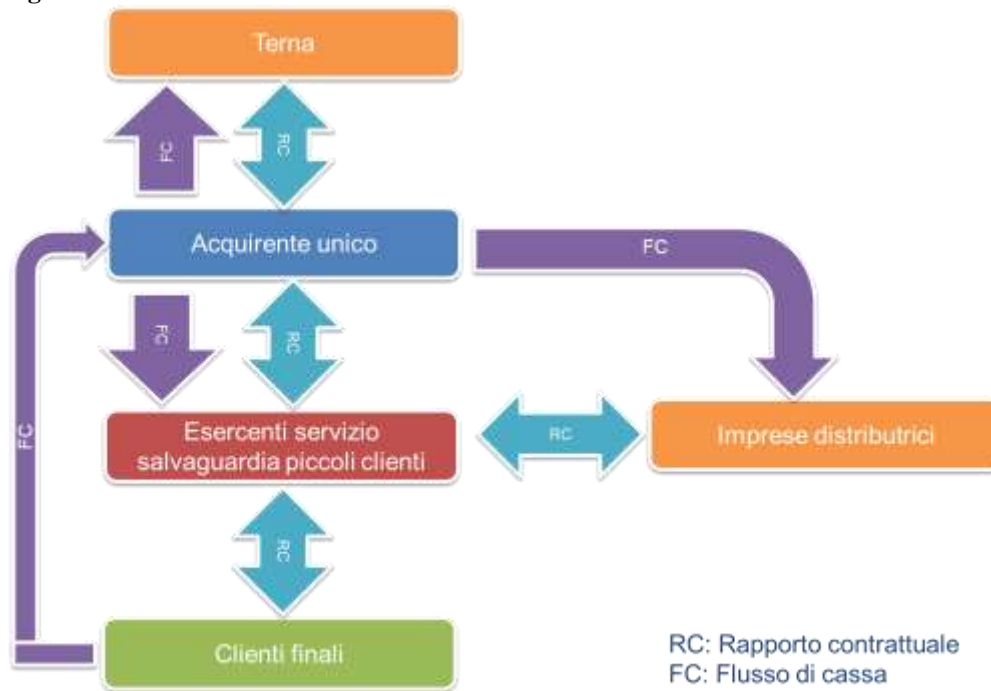 Terna
FC
RC
Acquirente unico
FC
FC
RC
FC
Esercenti servizio
salvaguardia piccoli clienti
RC
Imprese distributrici
RC
Clienti finali
RC: Rapporto contrattuale
FC: Flusso di cassa